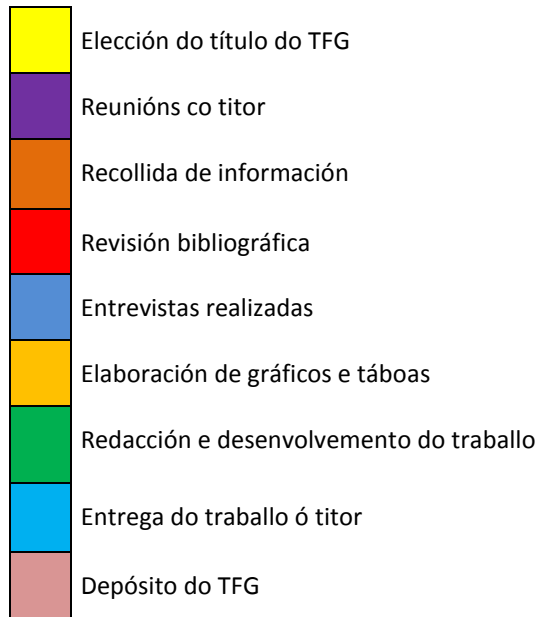 Elección do título do TFG
Reunións co titor
Recollida de información
Revisión bibliográfica
Entrevistas realizadas
Elaboración de gráficos e táboas
Redacción e desenvolvemento do traballo
Entrega do traballo ó titor
Depósito do TFG